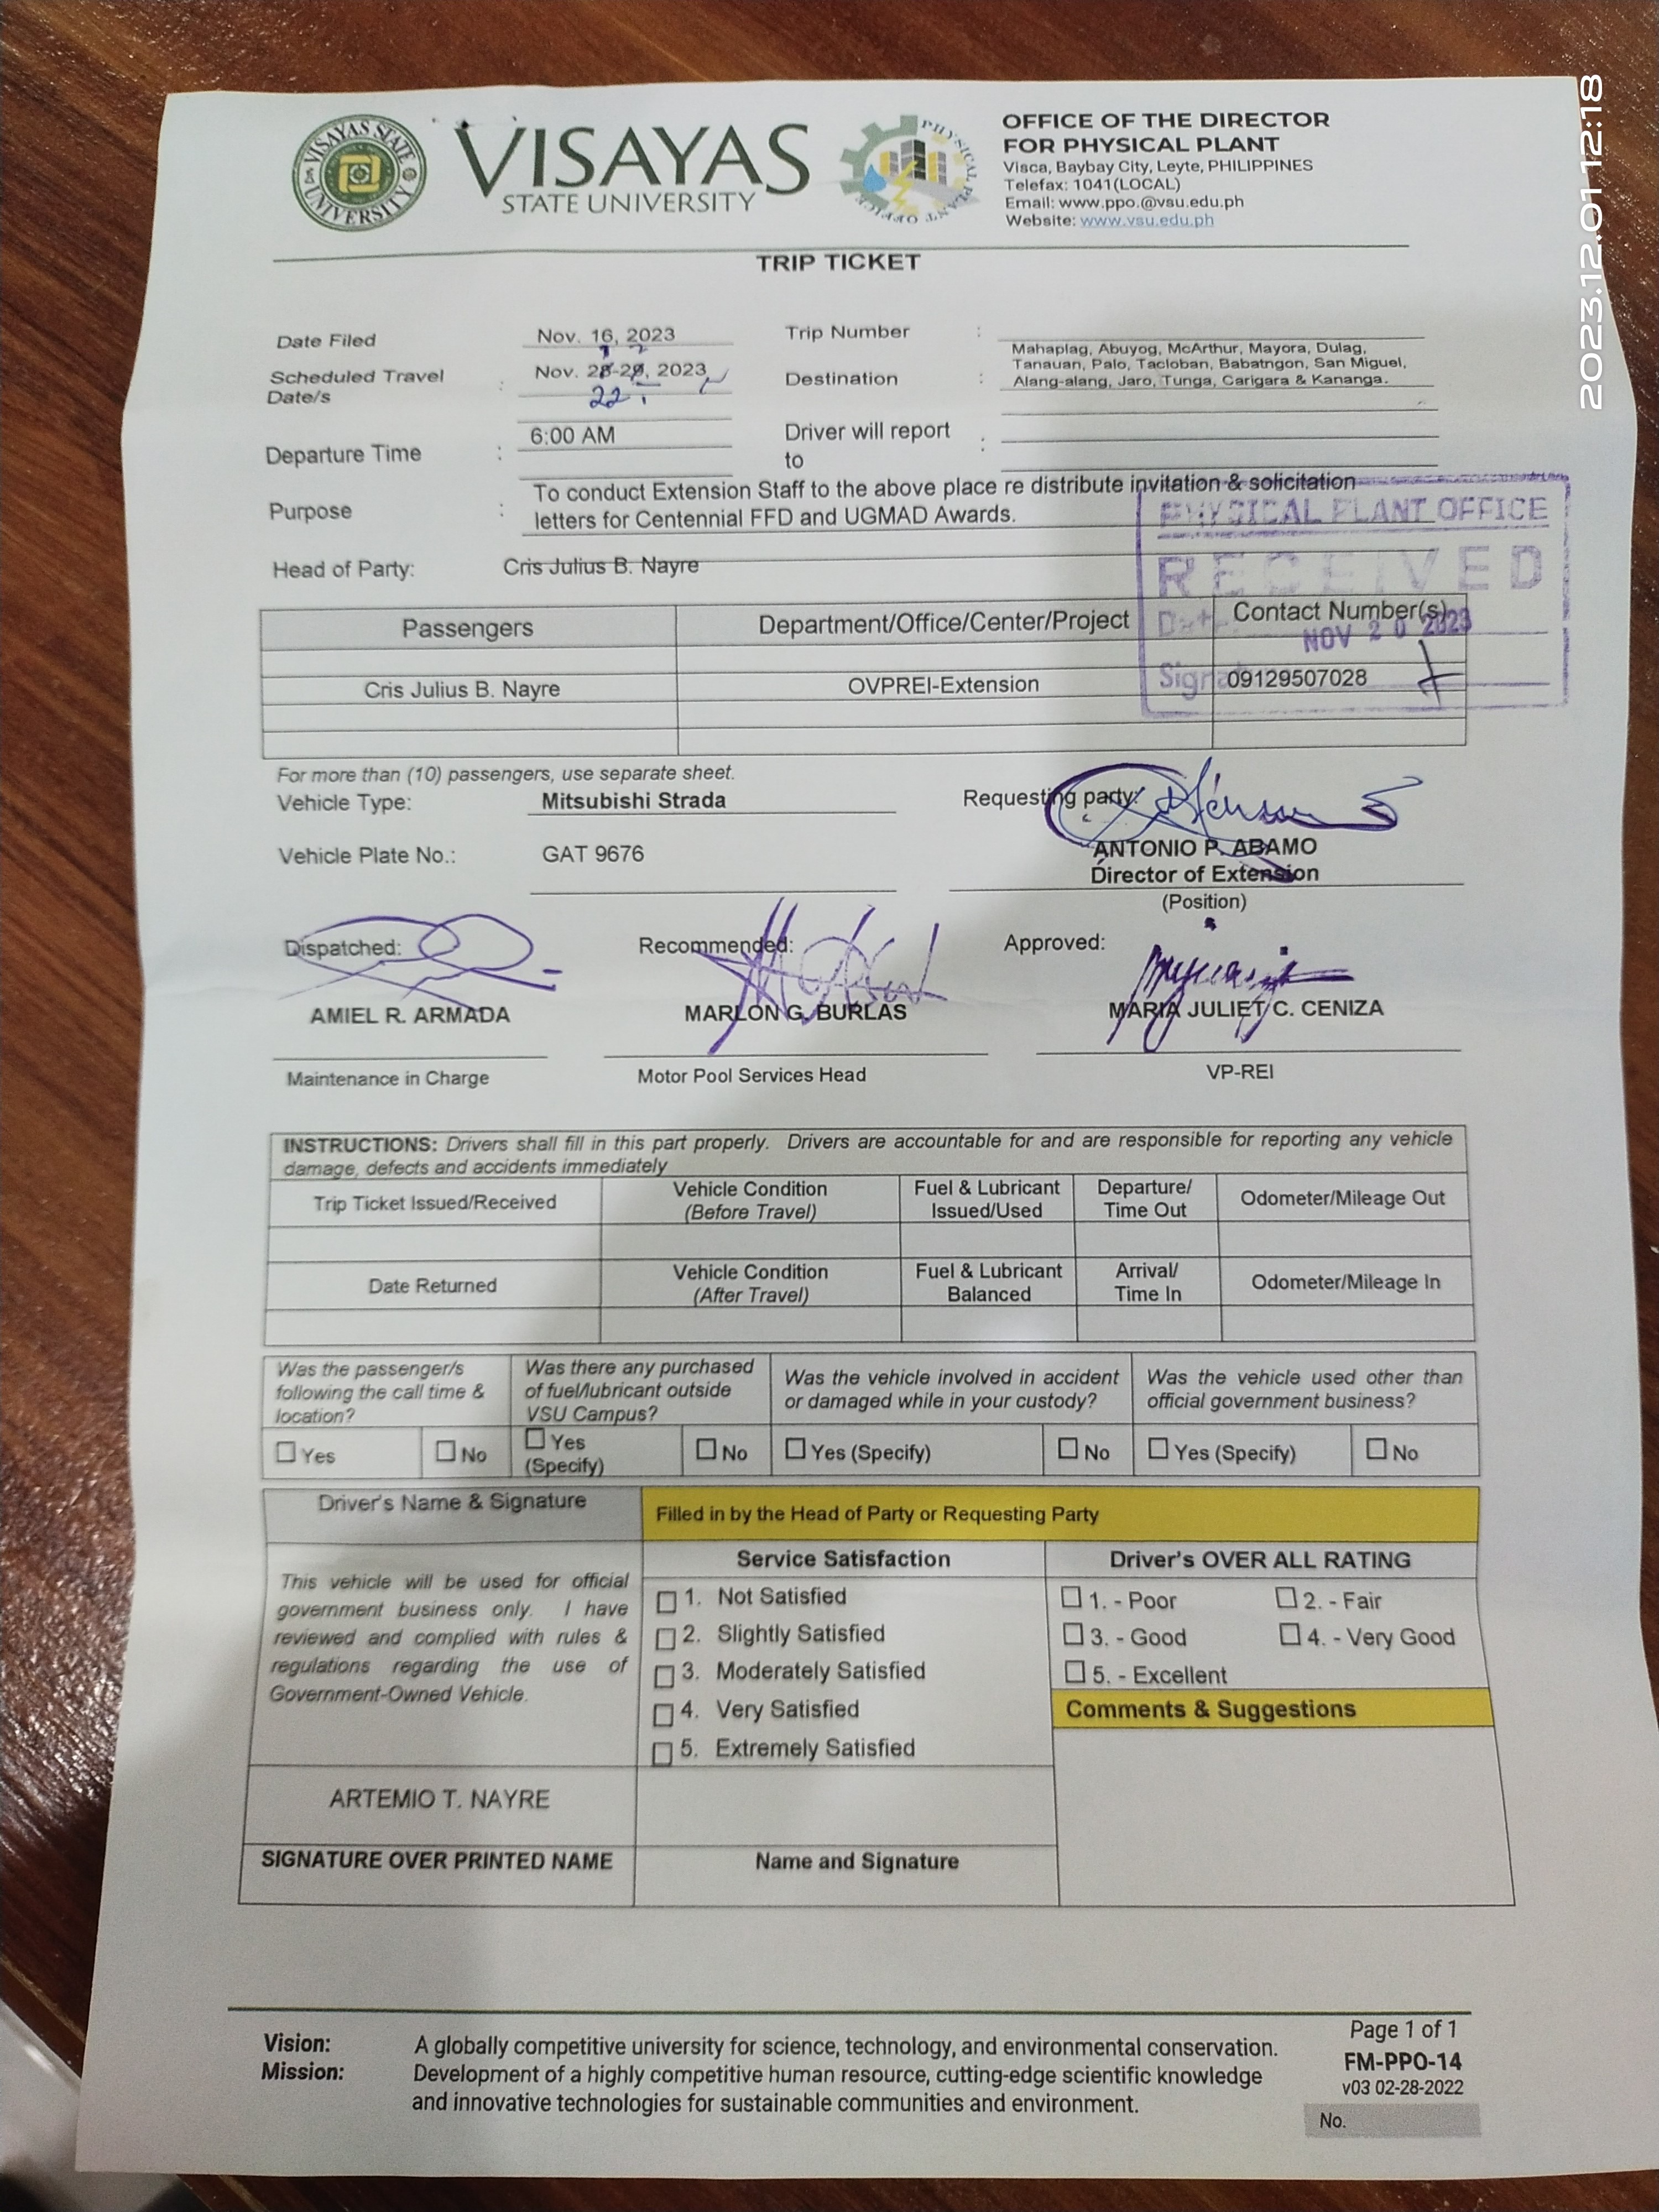 VISAYAS STATE UNIVERSITY
VISAYAS
STATE UNIVERSITY
PHYSICAL PLANT OFFICE
OFFICE OF THE DIRECTOR
FOR PHYSICAL PLANT
Visca, Baybay City, Leyte, PHILIPPINES
Telefax: 1041(LOCAL)
Email: www.ppo.@vsu.edu.ph
Website: www.vsu.edu.ph
2023.12.01 12:18
TRIP TICKET
Date Filed Nov. 16, 2023 Trip Number :
Scheduled Travel Date/s : Nov. 28-29, 2023
22
Destination : Mahaplag, Abuyog, McArthur, Mayora, Dulag,
Tanauan, Palo, Tacloban, Babatngon, San Miguel,
Alang-alang, Jaro, Tunga, Carigara & Kananga.
Departure Time : 6:00 AM Driver will report to :
Purpose : To conduct Extension Staff to the above place re distribute invitation & solicitation
letters for Centennial FFD and UGMAD Awards.
Head of Party: Cris Julius B. Nayre
PHYSICAL PLANT OFFICE
RECEIVED
NOV 20 2023
Passengers Department/Office/Center/Project Contact Number(s)
Cris Julius B. Nayre OVPREI-Extension 09129507028
For more than (10) passengers, use separate sheet.
Vehicle Type: Mitsubishi Strada Requesting party:
Vehicle Plate No.: GAT 9676 ANTONIO P. ABAMO
Director of Extension
(Position)
Dispatched: Recommended: Approved:
AMIEL R. ARMADA MARLON G. BURLAS MARIA JULIET C. CENIZA
Maintenance in Charge Motor Pool Services Head VP-REI
INSTRUCTIONS: Drivers shall fill in this part properly. Drivers are accountable for and are responsible for reporting any vehicle
damage, defects and accidents immediately
Trip Ticket Issued/Received Vehicle Condition (Before Travel) Fuel & Lubricant Issued/Used Departure/ Time Out Odometer/Mileage Out
Date Returned Vehicle Condition (After Travel) Fuel & Lubricant Balanced Arrival/ Time In Odometer/Mileage In
Was the passenger/s following the call time & location? Was there any purchased of fuel/lubricant outside VSU Campus? Was the vehicle involved in accident or damaged while in your custody? Was the vehicle used other than official government business?
Yes No Yes (Specify) No Yes (Specify) No Yes (Specify) No
Driver's Name & Signature Filled in by the Head of Party or Requesting Party
Service Satisfaction Driver's OVER ALL RATING
This vehicle will be used for official
government business only. I have
reviewed and complied with rules &
regulations regarding the use of
Government-Owned Vehicle.
1. Not Satisfied
2. Slightly Satisfied
3. Moderately Satisfied
4. Very Satisfied
5. Extremely Satisfied
1. - Poor 2. - Fair
3. - Good 4. - Very Good
5. - Excellent
Comments & Suggestions
ARTEMIO T. NAYRE
SIGNATURE OVER PRINTED NAME Name and Signature
Vision: A globally competitive university for science, technology, and environmental conservation.
Mission: Development of a highly competitive human resource, cutting-edge scientific knowledge
and innovative technologies for sustainable communities and environment.
Page 1 of 1
FM-PPO-14
v03 02-28-2022
No.